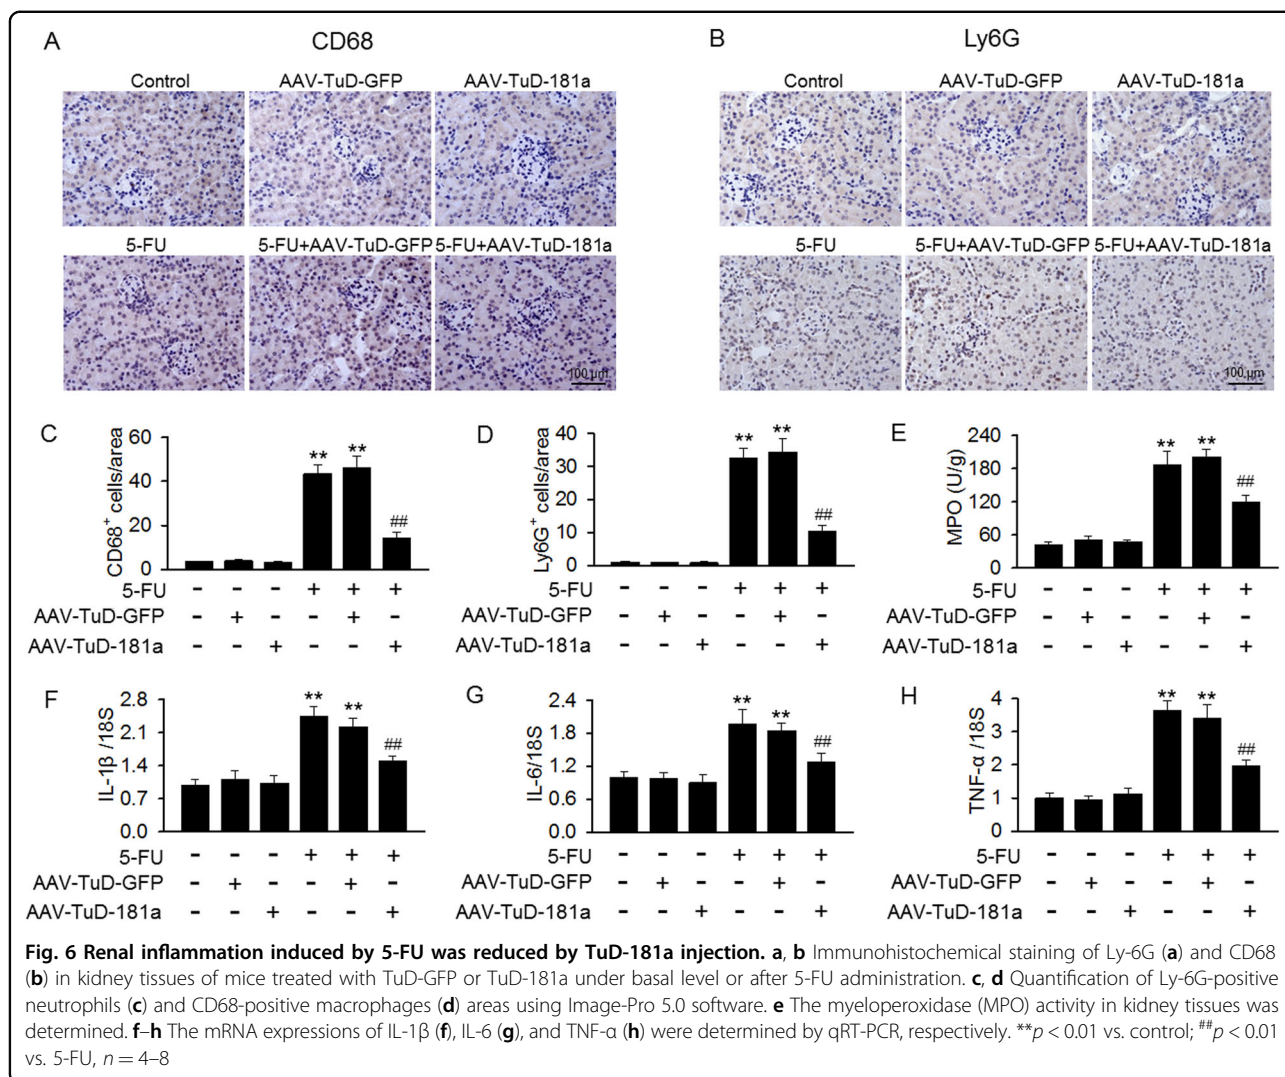 A CD68
Control AAV-TuD-GFP AAV-TuD-181a
5-FU 5-FU+AAV-TuD-GFP 5-FU+AAV-TuD-181a
100 μm
B Ly6G
Control AAV-TuD-GFP AAV-TuD-181a
5-FU 5-FU+AAV-TuD-GFP 5-FU+AAV-TuD-181a
100 μm
C
CD68+ cells/area
60
40
20
0
** ** ##
5-FU - - - + + +
AAV-TuD-GFP - + - - + -
AAV-TuD-181a - - + - - +
D
Ly6G+ cells/area
40
30
20
10
0
** ** ##
5-FU - - - + + +
AAV-TuD-GFP - + - - + -
AAV-TuD-181a - - + - - +
E
MPO (U/g)
240
180
120
60
0
** ** ##
5-FU - - - + + +
AAV-TuD-GFP - + - - + -
AAV-TuD-181a - - + - - +
F
IL-1β /18S
2.8
2.1
1.4
0.7
0.0
** ** ##
5-FU - - - + + +
AAV-TuD-GFP - + - - + -
AAV-TuD-181a - - + - - +
G
IL-6/18S
2.4
1.8
1.2
0.6
0.0
** ** ##
5-FU - - - + + +
AAV-TuD-GFP - + - - + -
AAV-TuD-181a - - + - - +
H
TNF-α /18S
4
3
2
1
0
** ** ##
5-FU - - - + + +
AAV-TuD-GFP - + - - + -
AAV-TuD-181a - - + - - +
Fig. 6 Renal inflammation induced by 5-FU was reduced by TuD-181a injection. a, b Immunohistochemical staining of Ly-6G (a) and CD68
(b) in kidney tissues of mice treated with TuD-GFP or TuD-181a under basal level or after 5-FU administration. c, d Quantification of Ly-6G-positive
neutrophils (c) and CD68-positive macrophages (d) areas using Image-Pro 5.0 software. e The myeloperoxidase (MPO) activity in kidney tissues was
determined. f–h The mRNA expressions of IL-1β (f), IL-6 (g), and TNF-α (h) were determined by qRT-PCR, respectively. **p < 0.01 vs. control; ##p < 0.01
vs. 5-FU, n = 4–8